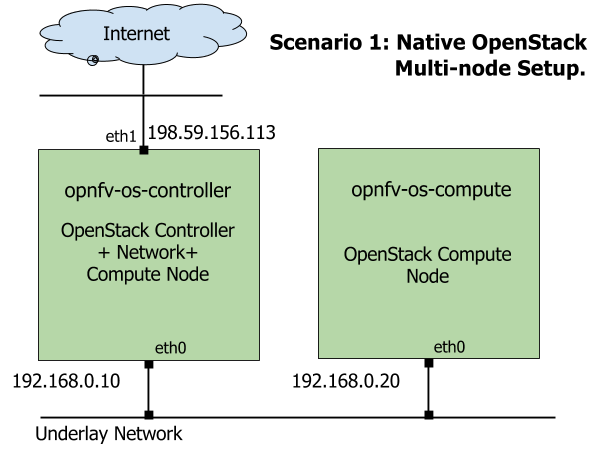 Internet
Scenario 1: Native OpenStack
Multi-node Setup.
eth1
198.59.156.113
opnfv-os-controller
OpenStack Controller
+ Network+
Compute Node
eth0
192.168.0.10
opnfv-os-compute
OpenStack Compute
Node
eth0
192.168.0.20
Underlay Network